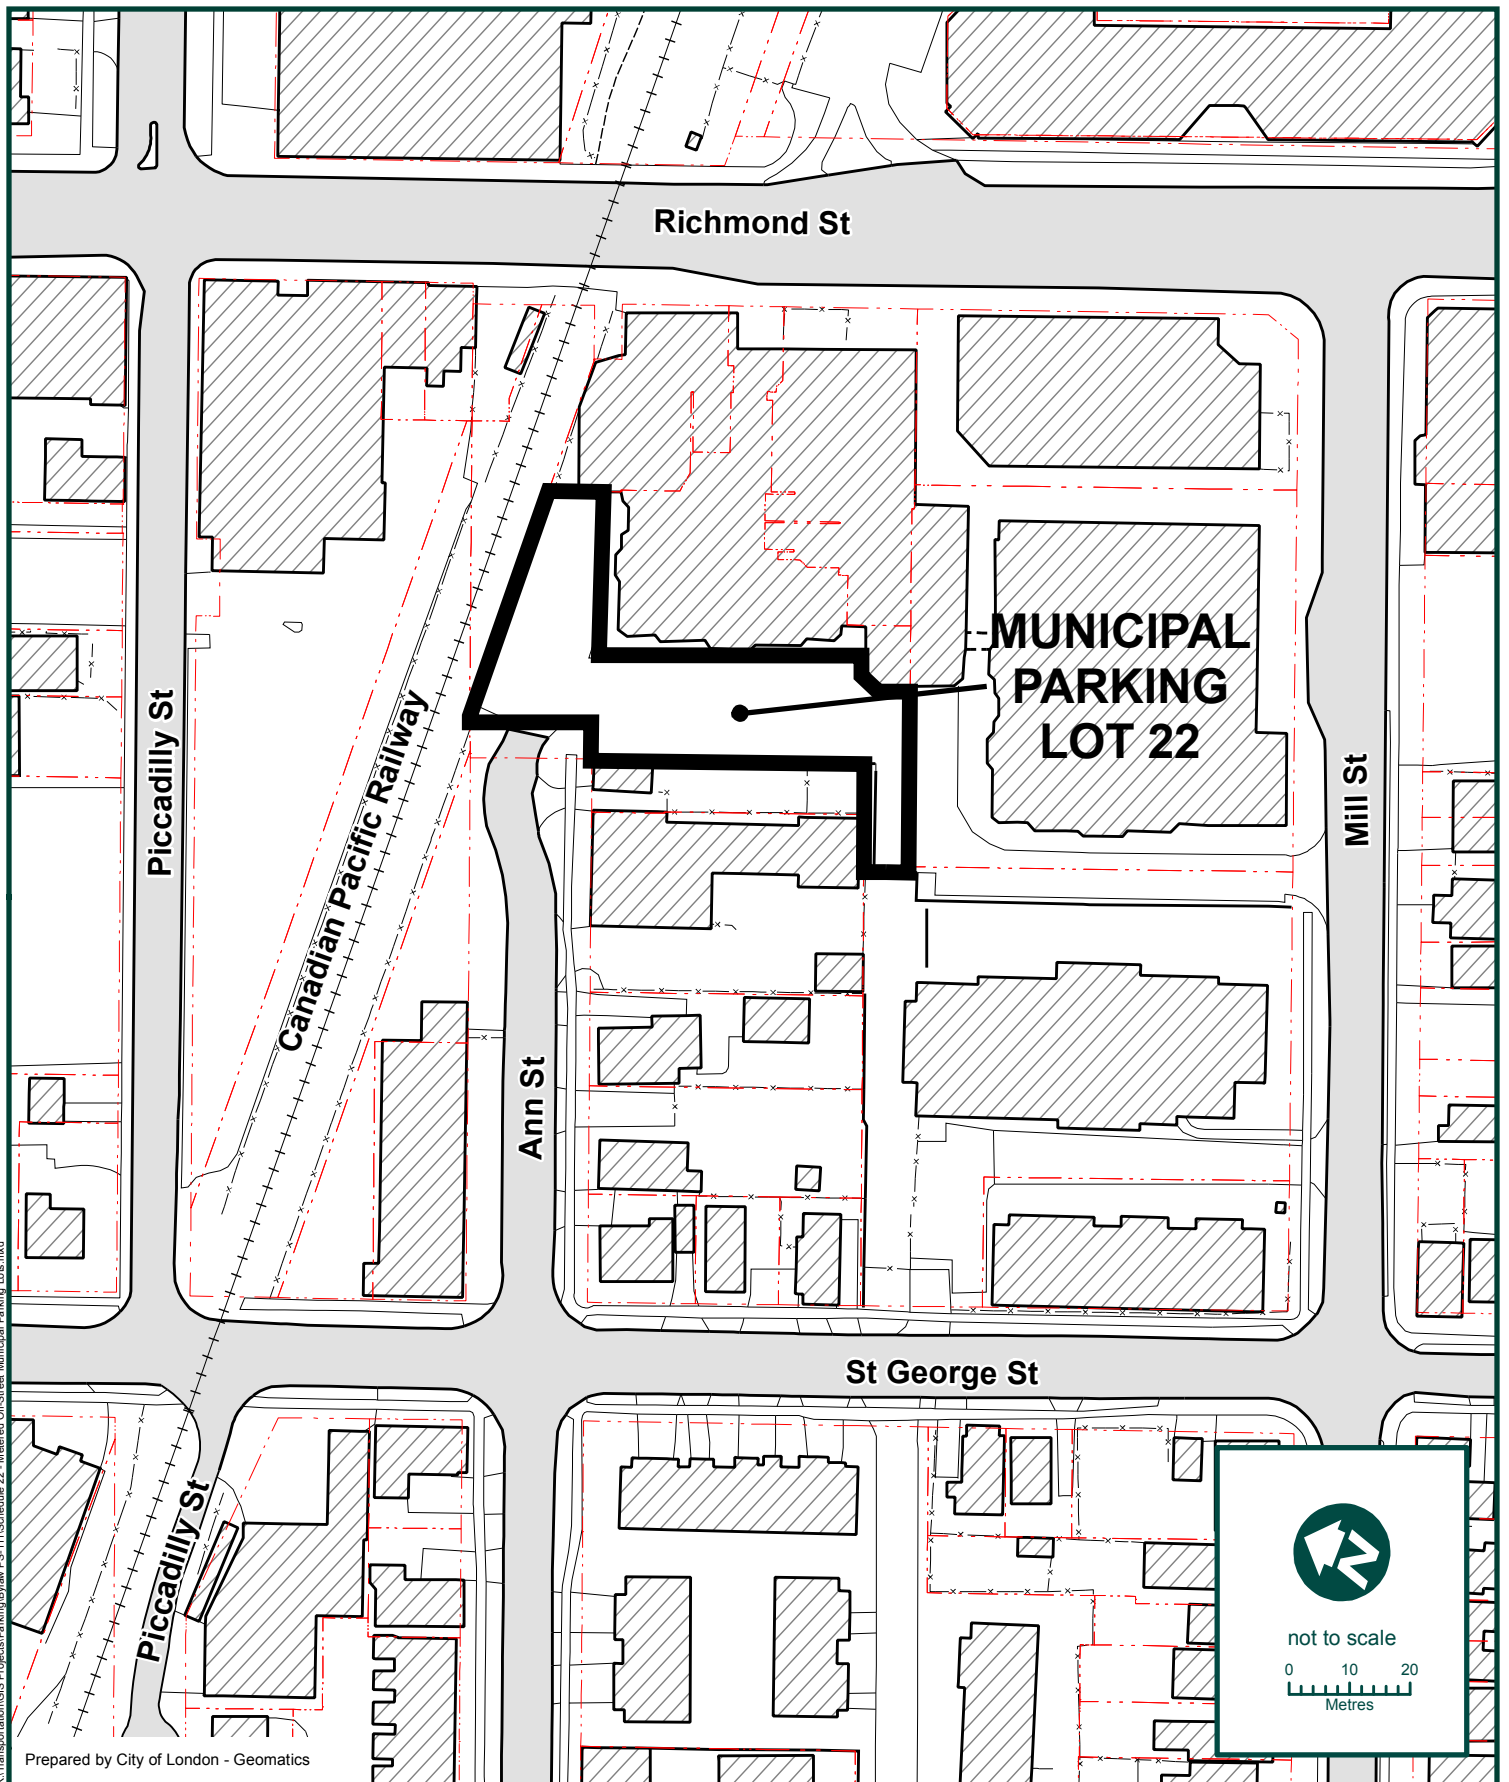 Richmond St
MUNICIPAL
PARKING
LOT 22
Piccadilly St
Canadian Pacific Railway
Mill St
Ann St
St George St
Piccadilly St
N
not to scale
0 10 20
Metres
Prepared by City of London - Geomatics